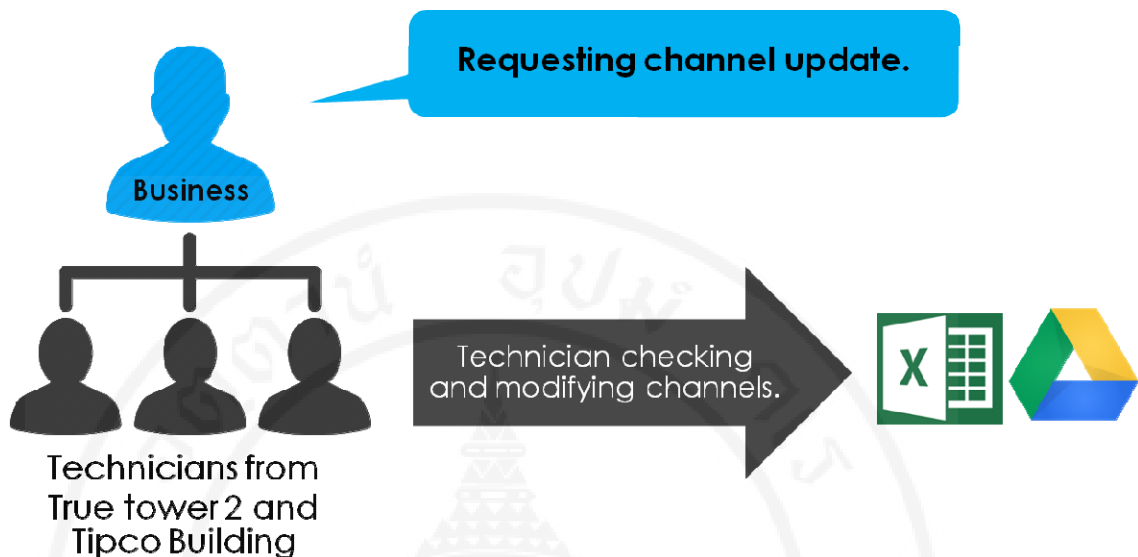 Requesting channel update.
Business
Technician checking
and modifying channels.
X
Technicians from
True tower 2 and
Tipco Building